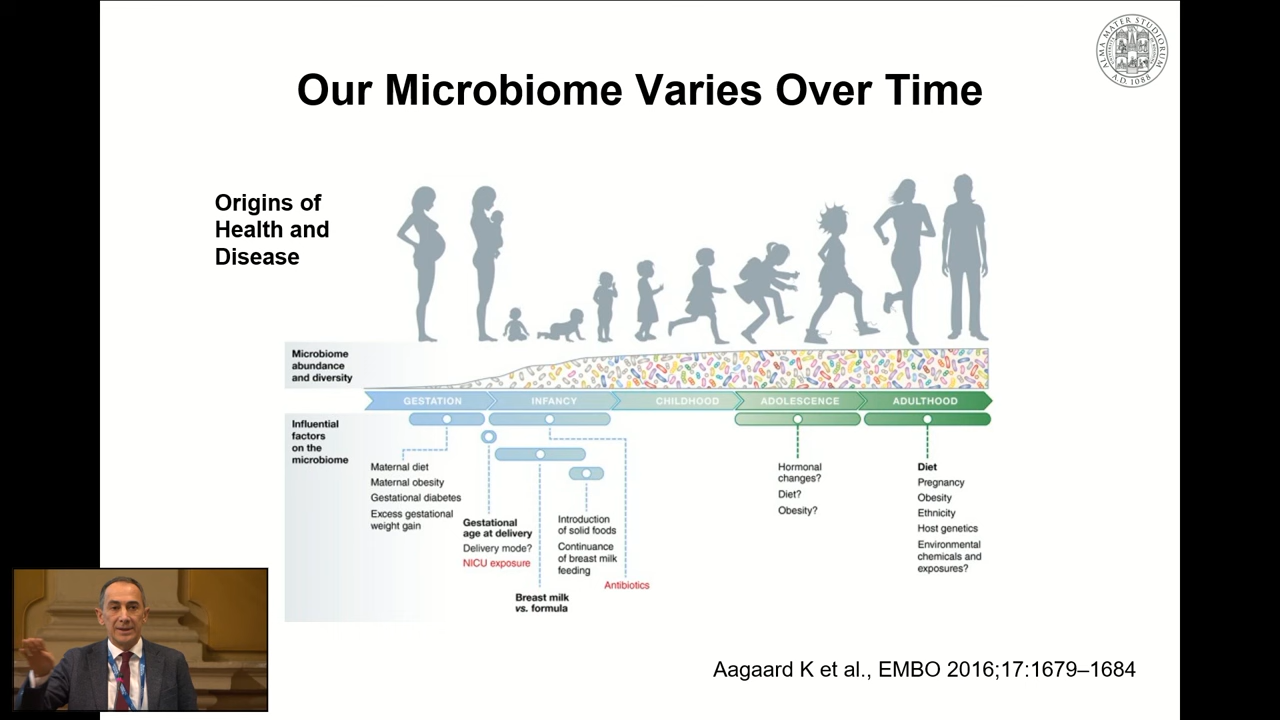 ALMA MATER STUDIORUM
A.D. 1088
Our Microbiome Varies Over Time
Origins of
Health and
Disease
Microbiome
abundance
and diversity
GESTATION
INFANCY
CHILDHOOD
ADOLESCENCE
ADULTHOOD
Influential
factors
on the
microbiome
Maternal diet
Maternal obesity
Gestational diabetes
Excess gestational
weight gain
Gestational
age at delivery
Delivery mode?
NICU exposure
Breast milk
vs. formula
Introduction
of solid foods
Continuance
of breast milk
feeding
Antibiotics
Hormonal
changes?
Diet?
Obesity?
Diet
Pregnancy
Obesity
Ethnicity
Host genetics
Environmental
chemicals and
exposures?
Aagaard K et al., EMBO 2016;17:1679–1684